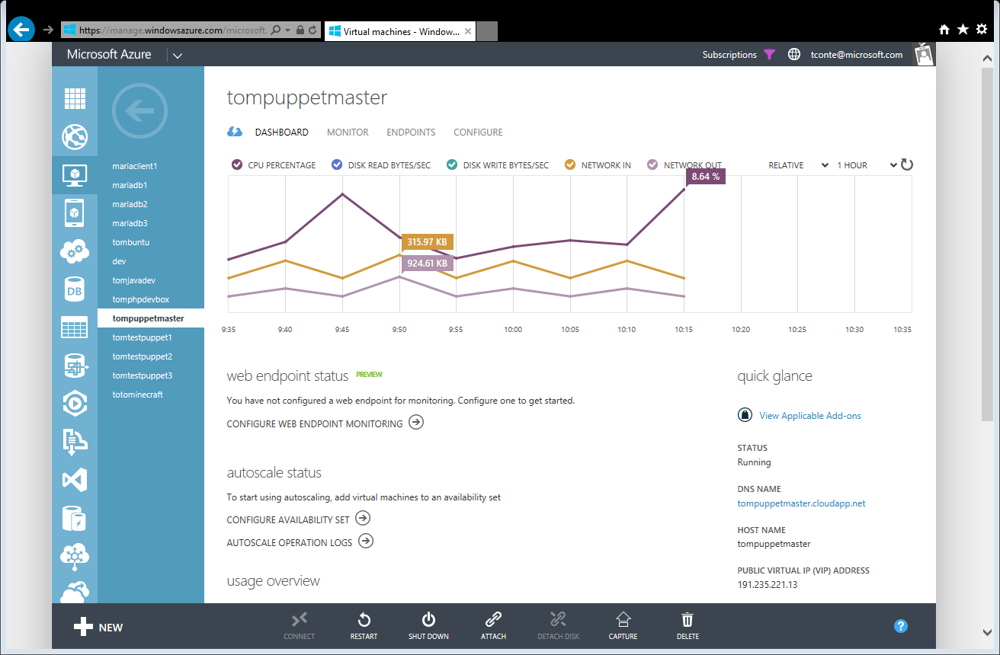 https://manage.windowsazure.com/microsoft.
Virtual machines - Window...
Microsoft Azure
Subscriptions
tconte@microsoft.com
DB
mariaclient1
mariadb1
mariadb2
mariadb3
tombuntu
dev
tomjavadev
tomphpdevbox
tompuppetmaster
tomtestpuppet1
tomtestpuppet2
tomtestpuppet3
totominecraft
tompuppetmaster
DASHBOARD MONITOR ENDPOINTS CONFIGURE
CPU PERCENTAGE DISK READ BYTES/SEC DISK WRITE BYTES/SEC NETWORK IN NETWORK OUT RELATIVE 1 HOUR
8.64 %
315.97 KB
924.61 KB
9:35 9:40 9:45 9:50 9:55 10:00 10:05 10:10 10:15 10:20 10:25 10:30 10:35
web endpoint status PREVIEW
You have not configured a web endpoint for monitoring. Configure one to get started.
CONFIGURE WEB ENDPOINT MONITORING
autoscale status
To start using autoscaling, add virtual machines to an availability set
CONFIGURE AVAILABILITY SET
AUTOSCALE OPERATION LOGS
usage overview
quick glance
View Applicable Add-ons
STATUS
Running
DNS NAME
tompuppetmaster.cloudapp.net
HOST NAME
tompuppetmaster
PUBLIC VIRTUAL IP (VIP) ADDRESS
191.235.221.13
NEW
CONNECT RESTART SHUT DOWN ATTACH DETACH DISK CAPTURE DELETE
?